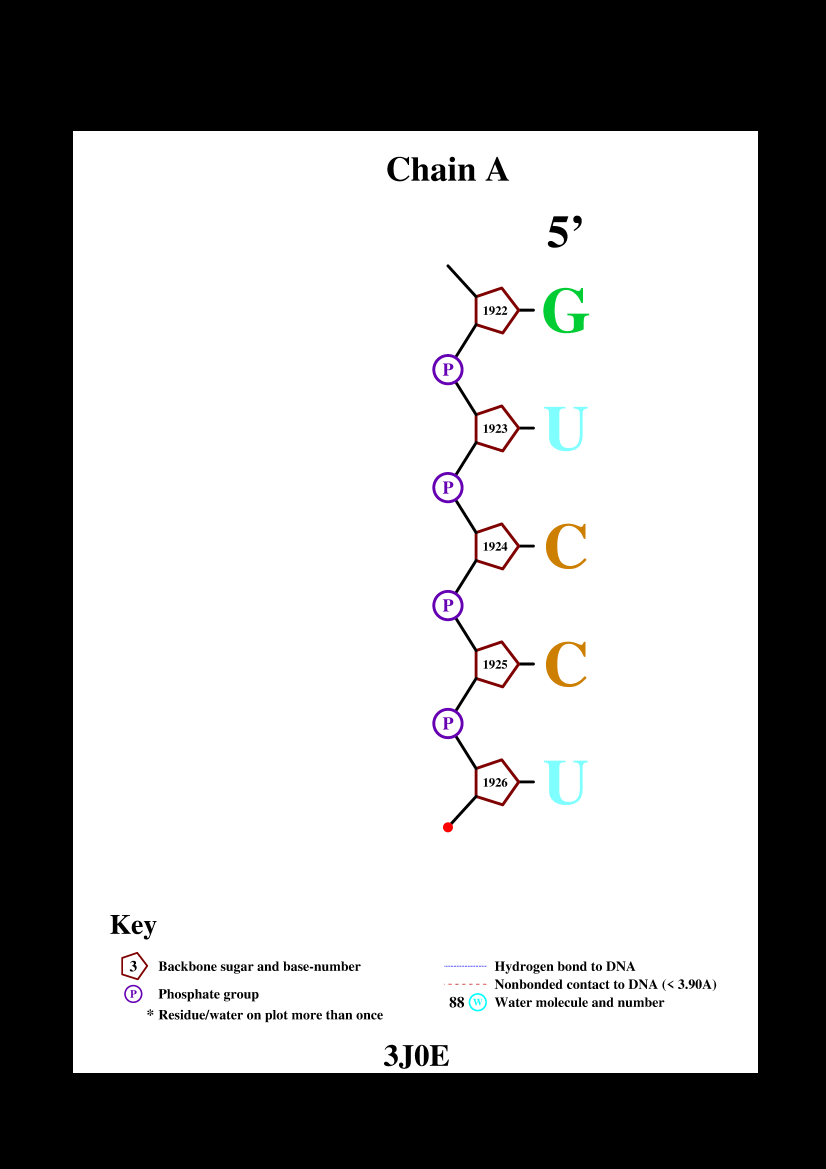 Chain A
5’
1922 G
P
1923 U
P
1924 C
P
1925 C
P
1926 U
Key
3 Backbone sugar and base-number
P Phosphate group
* Residue/water on plot more than once
Hydrogen bond to DNA
Nonbonded contact to DNA (< 3.90A)
88 W Water molecule and number
3J0E